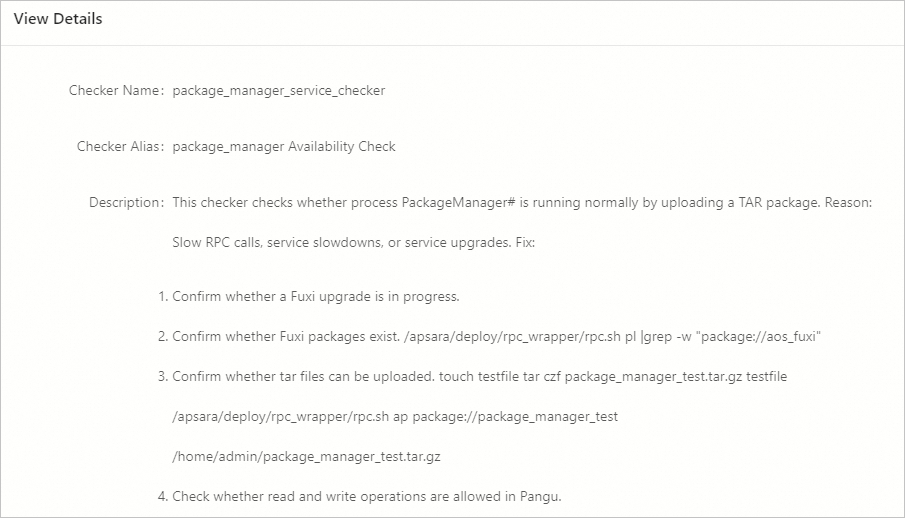 View Details
Checker Name: package_manager_service_checker
Checker Alias: package_manager Availability Check
Description: This checker checks whether process PackageManager# is running normally by uploading a TAR package. Reason:
Slow RPC calls, service slowdowns, or service upgrades. Fix:
1. Confirm whether a Fuxi upgrade is in progress.
2. Confirm whether Fuxi packages exist. /apsara/deploy/rpc_wrapper/rpc.sh pl |grep -w "package://aos_fuxi"
3. Confirm whether tar files can be uploaded. touch testfile tar czf package_manager_test.tar.gz testfile
/apsara/deploy/rpc_wrapper/rpc.sh ap package://package_manager_test
/home/admin/package_manager_test.tar.gz
4. Check whether read and write operations are allowed in Pangu.